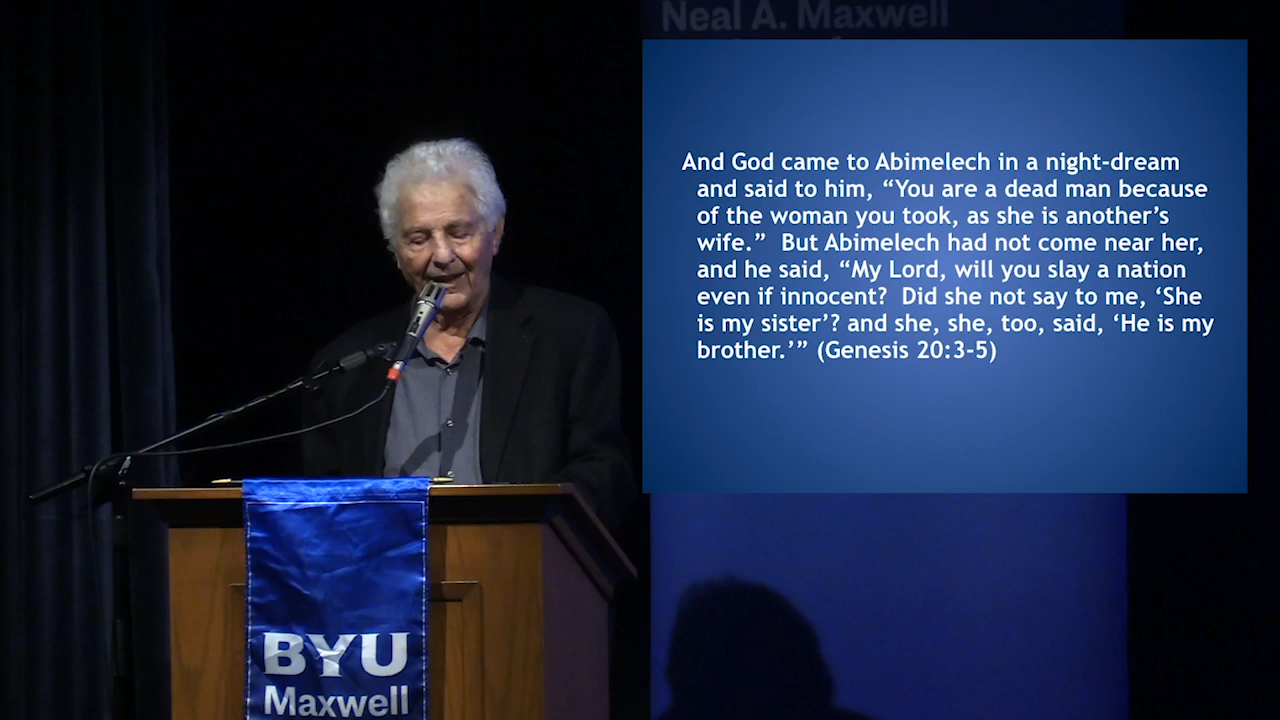 Neal A. Maxwell
And God came to Abimelech in a night-dream
and said to him, “You are a dead man because
of the woman you took, as she is another’s
wife.”  But Abimelech had not come near her,
and he said, “My Lord, will you slay a nation
even if innocent?  Did she not say to me, ‘She
is my sister’? and she, she, too, said, ‘He is my
brother.’” (Genesis 20:3-5)
BYU
Maxwell